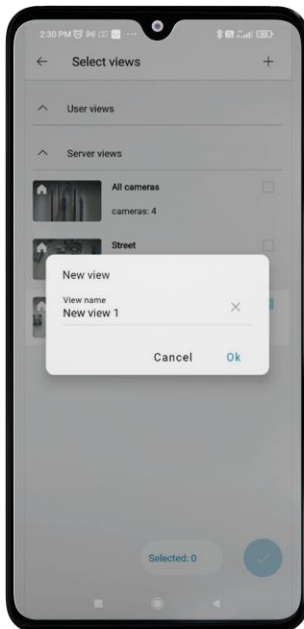 2:30 PM
Select views
User views
Server views
All cameras
cameras: 4
Street
New view
View name
New view 1
Cancel
Ok
Selected: 0